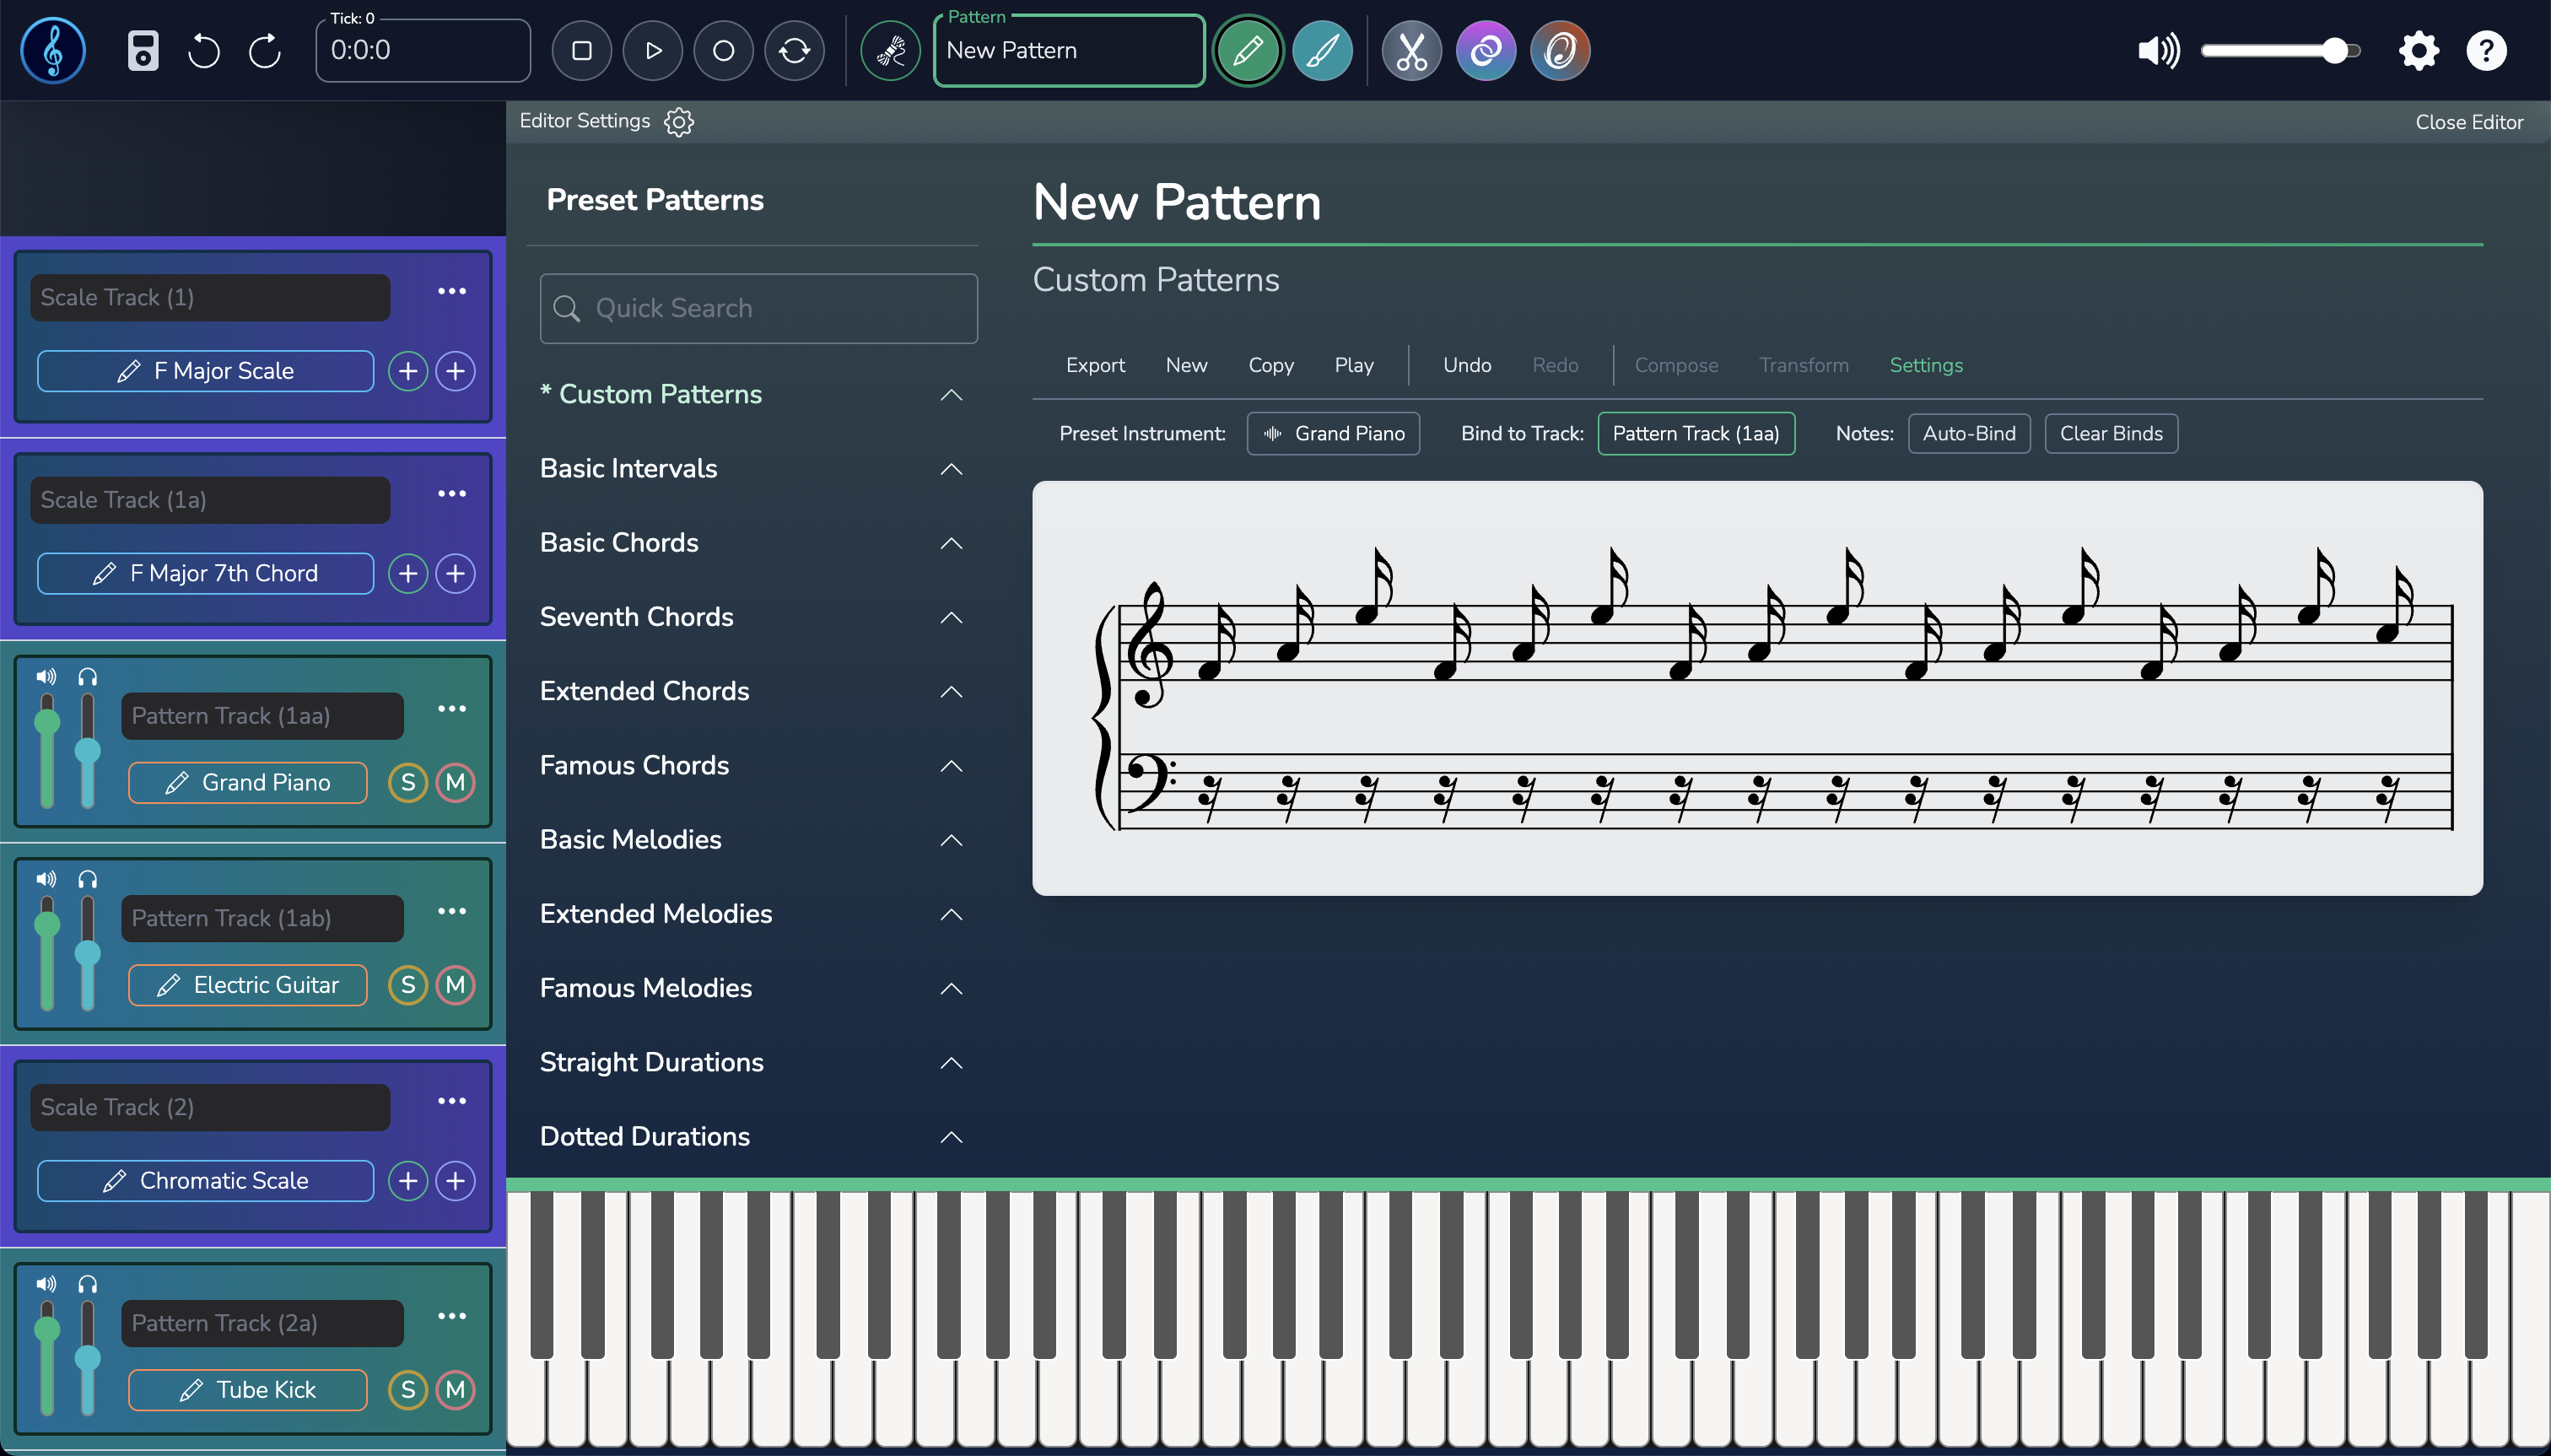 Tick: 0
0:0:0
Pattern
New Pattern
?
Editor Settings
Close Editor
Scale Track (1)
F Major Scale
Scale Track (1a)
F Major 7th Chord
Pattern Track (1aa)
Grand Piano
S
M
Pattern Track (1ab)
Electric Guitar
S
M
Scale Track (2)
Chromatic Scale
Pattern Track (2a)
Tube Kick
S
M
Preset Patterns
Quick Search
* Custom Patterns
Basic Intervals
Basic Chords
Seventh Chords
Extended Chords
Famous Chords
Basic Melodies
Extended Melodies
Famous Melodies
Straight Durations
Dotted Durations
New Pattern
Custom Patterns
Export New Copy Play Undo Redo Compose Transform Settings
Preset Instrument: Grand Piano Bind to Track: Pattern Track (1aa) Notes: Auto-Bind Clear Binds